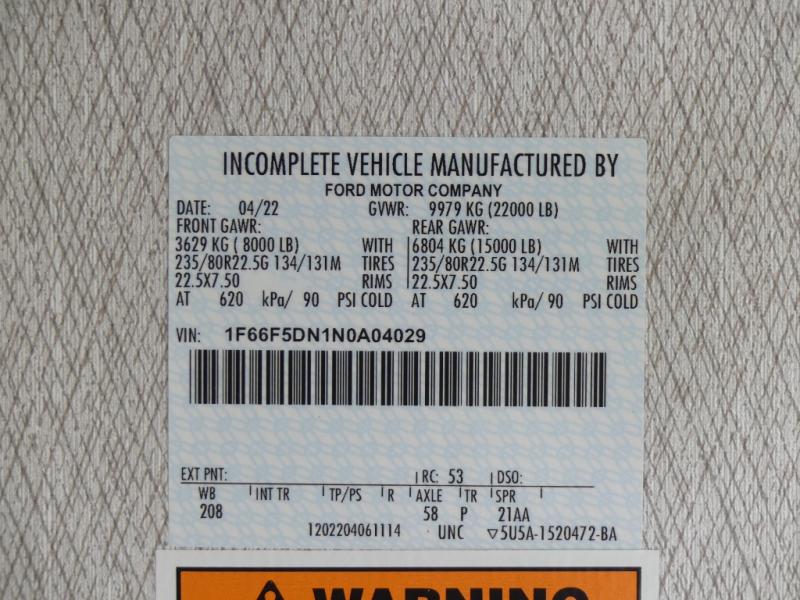 INCOMPLETE VEHICLE MANUFACTURED BY
FORD MOTOR COMPANY
DATE: 04/22 GVWR: 9979 KG (22000 LB)
FRONT GAWR: REAR GAWR:
3629 KG ( 8000 LB) WITH 6804 KG (15000 LB) WITH
235/80R22.5G 134/131M TIRES 235/80R22.5G 134/131M TIRES
22.5X7.50 RIMS 22.5X7.50 RIMS
AT 620 kPa/ 90 PSI COLD AT 620 kPa/ 90 PSI COLD
VIN: 1F66F5DN1N0A04029
EXT PNT: RC: 53 DSO:
WB INT TR TP/PS R AXLE TR SPR
208 58 P 21AA
1202204061114 UNC ▽5U5A-1520472-BA
WARNING